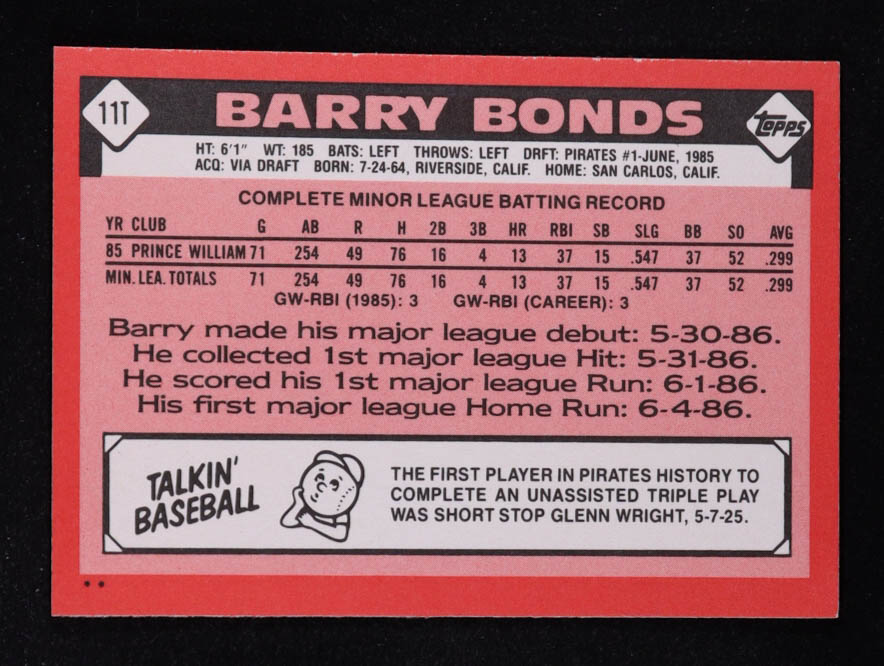 11T BARRY BONDS topps
HT: 6'1" WT: 185 BATS: LEFT THROWS: LEFT DRFT: PIRATES #1-JUNE, 1985
ACQ: VIA DRAFT BORN: 7-24-64, RIVERSIDE, CALIF. HOME: SAN CARLOS, CALIF.
COMPLETE MINOR LEAGUE BATTING RECORD
YR CLUB G AB R H 2B 3B HR RBI SB SLG BB SO AVG
85 PRINCE WILLIAM 71 254 49 76 16 4 13 37 15 .547 37 52 .299
MIN. LEA. TOTALS 71 254 49 76 16 4 13 37 15 .547 37 52 .299
GW-RBI (1985): 3 GW-RBI (CAREER): 3
Barry made his major league debut: 5-30-86.
He collected 1st major league Hit: 5-31-86.
He scored his 1st major league Run: 6-1-86.
His first major league Home Run: 6-4-86.
TALKIN'
BASEBALL
THE FIRST PLAYER IN PIRATES HISTORY TO
COMPLETE AN UNASSISTED TRIPLE PLAY
WAS SHORT STOP GLENN WRIGHT, 5-7-25.
**